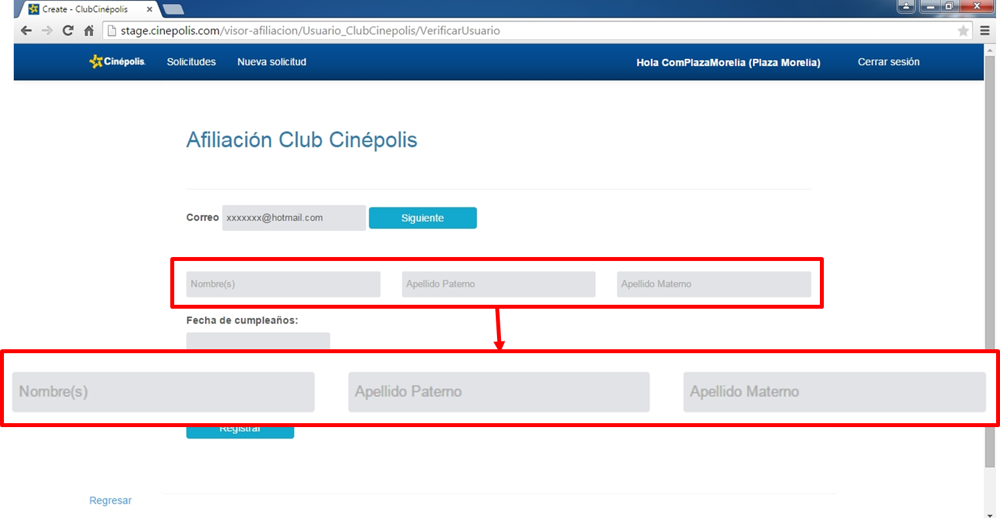 Create - ClubCinépolis
stage.cinepolis.com/visor-afiliacion/Usuario_ClubCinepolis/VerificarUsuario
Cinépolis. Solicitudes Nueva solicitud Hola ComPlazaMorelia (Plaza Morelia) Cerrar sesión
Afiliación Club Cinépolis
Correo xxxxxxx@hotmail.com Siguiente
Nombre(s) Apellido Paterno Apellido Materno
Fecha de cumpleaños:
Nombre(s) Apellido Paterno Apellido Materno
Registrar
Regresar